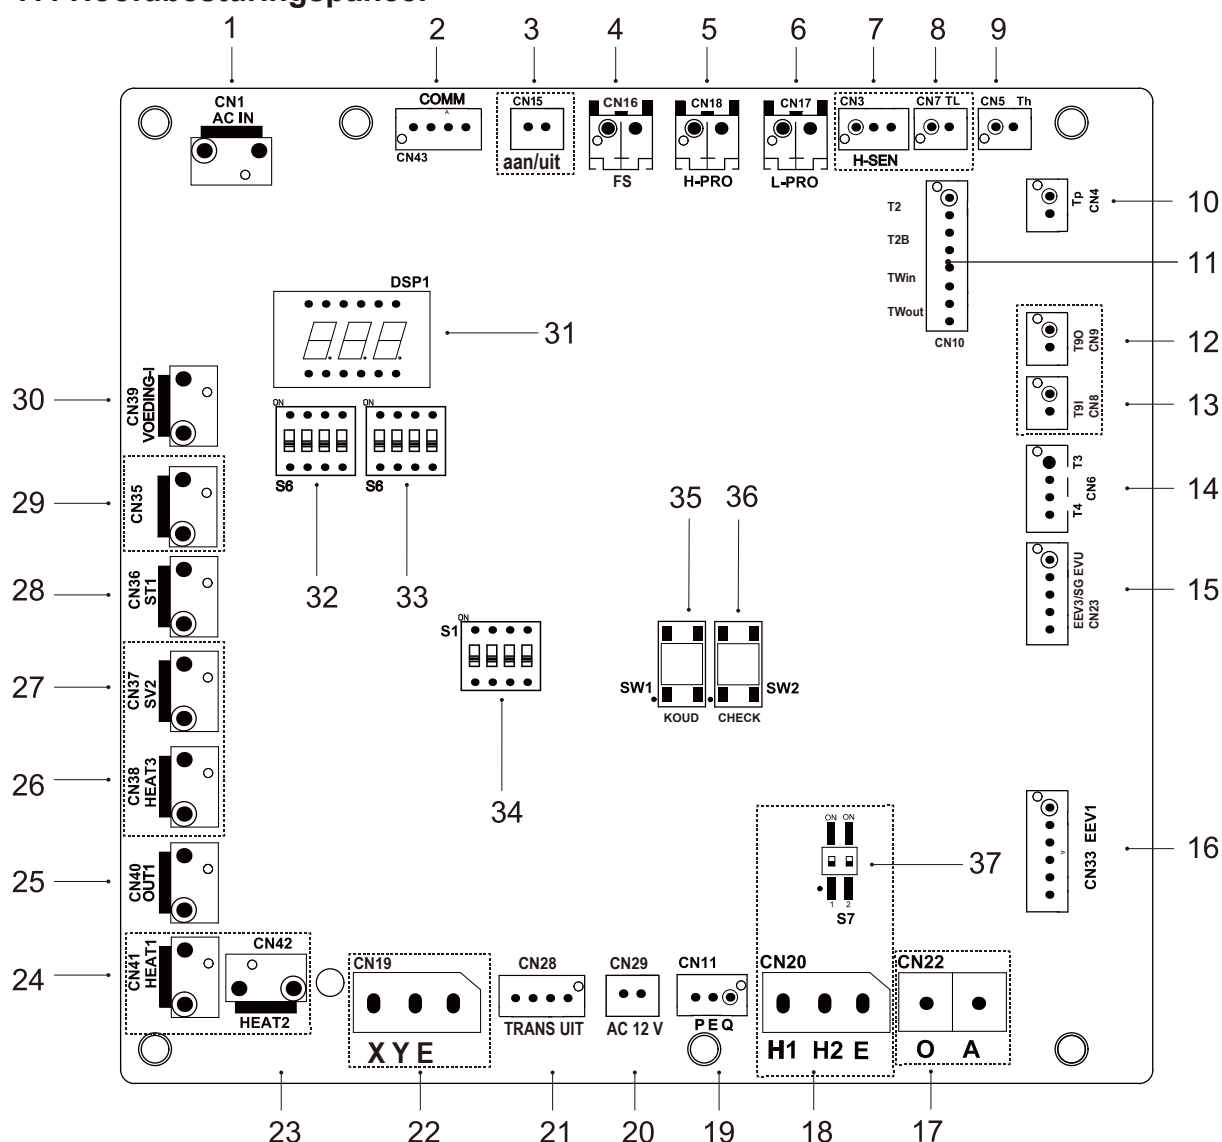 1 2 3 4 5 6 7 8 9
CN1
AC IN
COMM
CN43
CN15
aan/uit
CN16
FS
CN18
H-PRO
CN17
L-PRO
CN3
H-SEN
CN7 TL
CN5 Th
Tp
CN4
10
T2
T2B
TWin
TWout
CN10
11
DSP1
31
T9O
CN9
12
T9I
CN8
13
CN39
VOEDING-I
30
ON
S6
32
ON
S6
33
CN35
29
T3
T4
CN6
14
35 36
CN36
ST1
28
EEV3/SG EVU
CN23
15
ON
S1
34
SW1
KOUD
SW2
CHECK
CN37
SV2
27
CN38
HEAT3
26
ON ON
1 2
S7
37
A
CN33 EEV1
16
CN40
OUT1
25
CN41
HEAT1
24
CN42
HEAT2
CN19
X Y E
CN28
TRANS UIT
CN29
AC 12 V
CN11
P E Q
CN20
H1 H2 E
CN22
O A
23 22 21 20 19 18 17